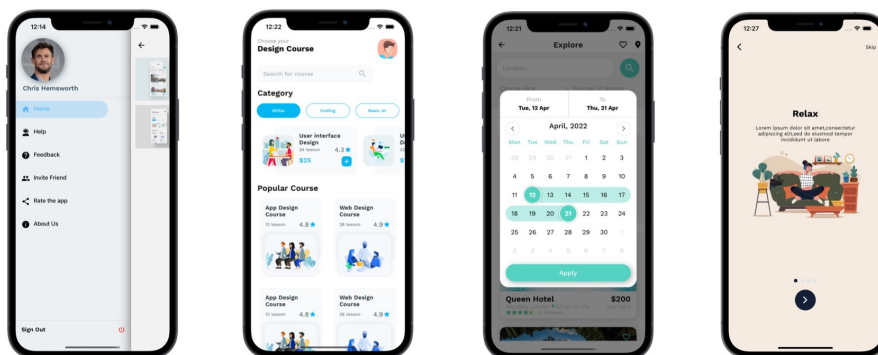 12:14
Chris Hemsworth
Home
Help
Feedback
Invite Friend
Rate the app
About Us
Sign Out
12:22
Choose your
Design Course
Search for course
Category
Coding
Basic UI
User interface
Design
24 lesson
4.3
$25
Popular Course
App Design
Course
12 lesson
4.8
Web Design
Course
28 lesson
4.9
App Design
Course
12 lesson
4.8
Web Design
Course
28 lesson
4.9
12:21
Explore
London...
From
Tue, 12 Apr
To
Thu, 21 Apr
April, 2022
Mon Tue Wed Thu Fri Sat Sun
28 29 30 31 1 2 3
4 5 6 7 8 9 10
11 12 13 14 15 16 17
18 19 20 21 22 23 24
25 26 27 28 29 30 1
2 3 4 5 6 7 8
Apply
Queen Hotel
$200
12:27
Skip
Relax
Lorem ipsum dolor sit amet,consectetur
adipiscing elit,sed do eiusmod tempor
incididunt ut labore